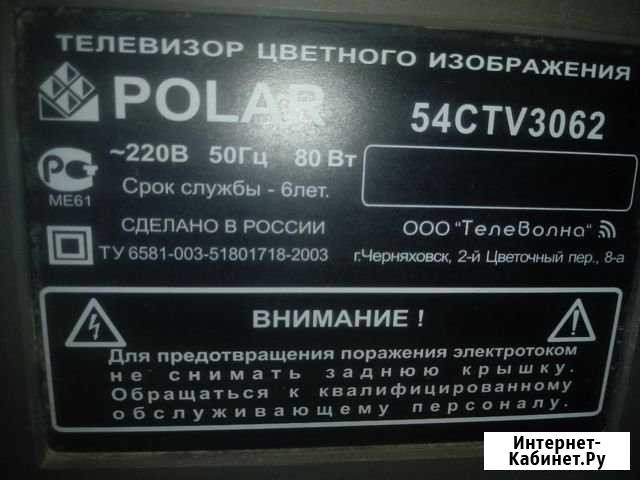 ТЕЛЕВИЗОР ЦВЕТНОГО ИЗОБРАЖЕНИЯ
POLAR
54CTV3062
~220В 50Гц 80 Вт
РСТ
МЕ61
Срок службы - 6лет.
СДЕЛАНО В РОССИИ
ООО "ТелеВолна"
ТУ 6581-003-51801718-2003
г.Черняховск, 2-й Цветочный пер., 8-а
ВНИМАНИЕ !
Для предотвращения поражения электротоком
не снимать заднюю крышку.
Обращаться к квалифицированному
обслуживающему персоналу.
Интернет-
Кабинет.Ру